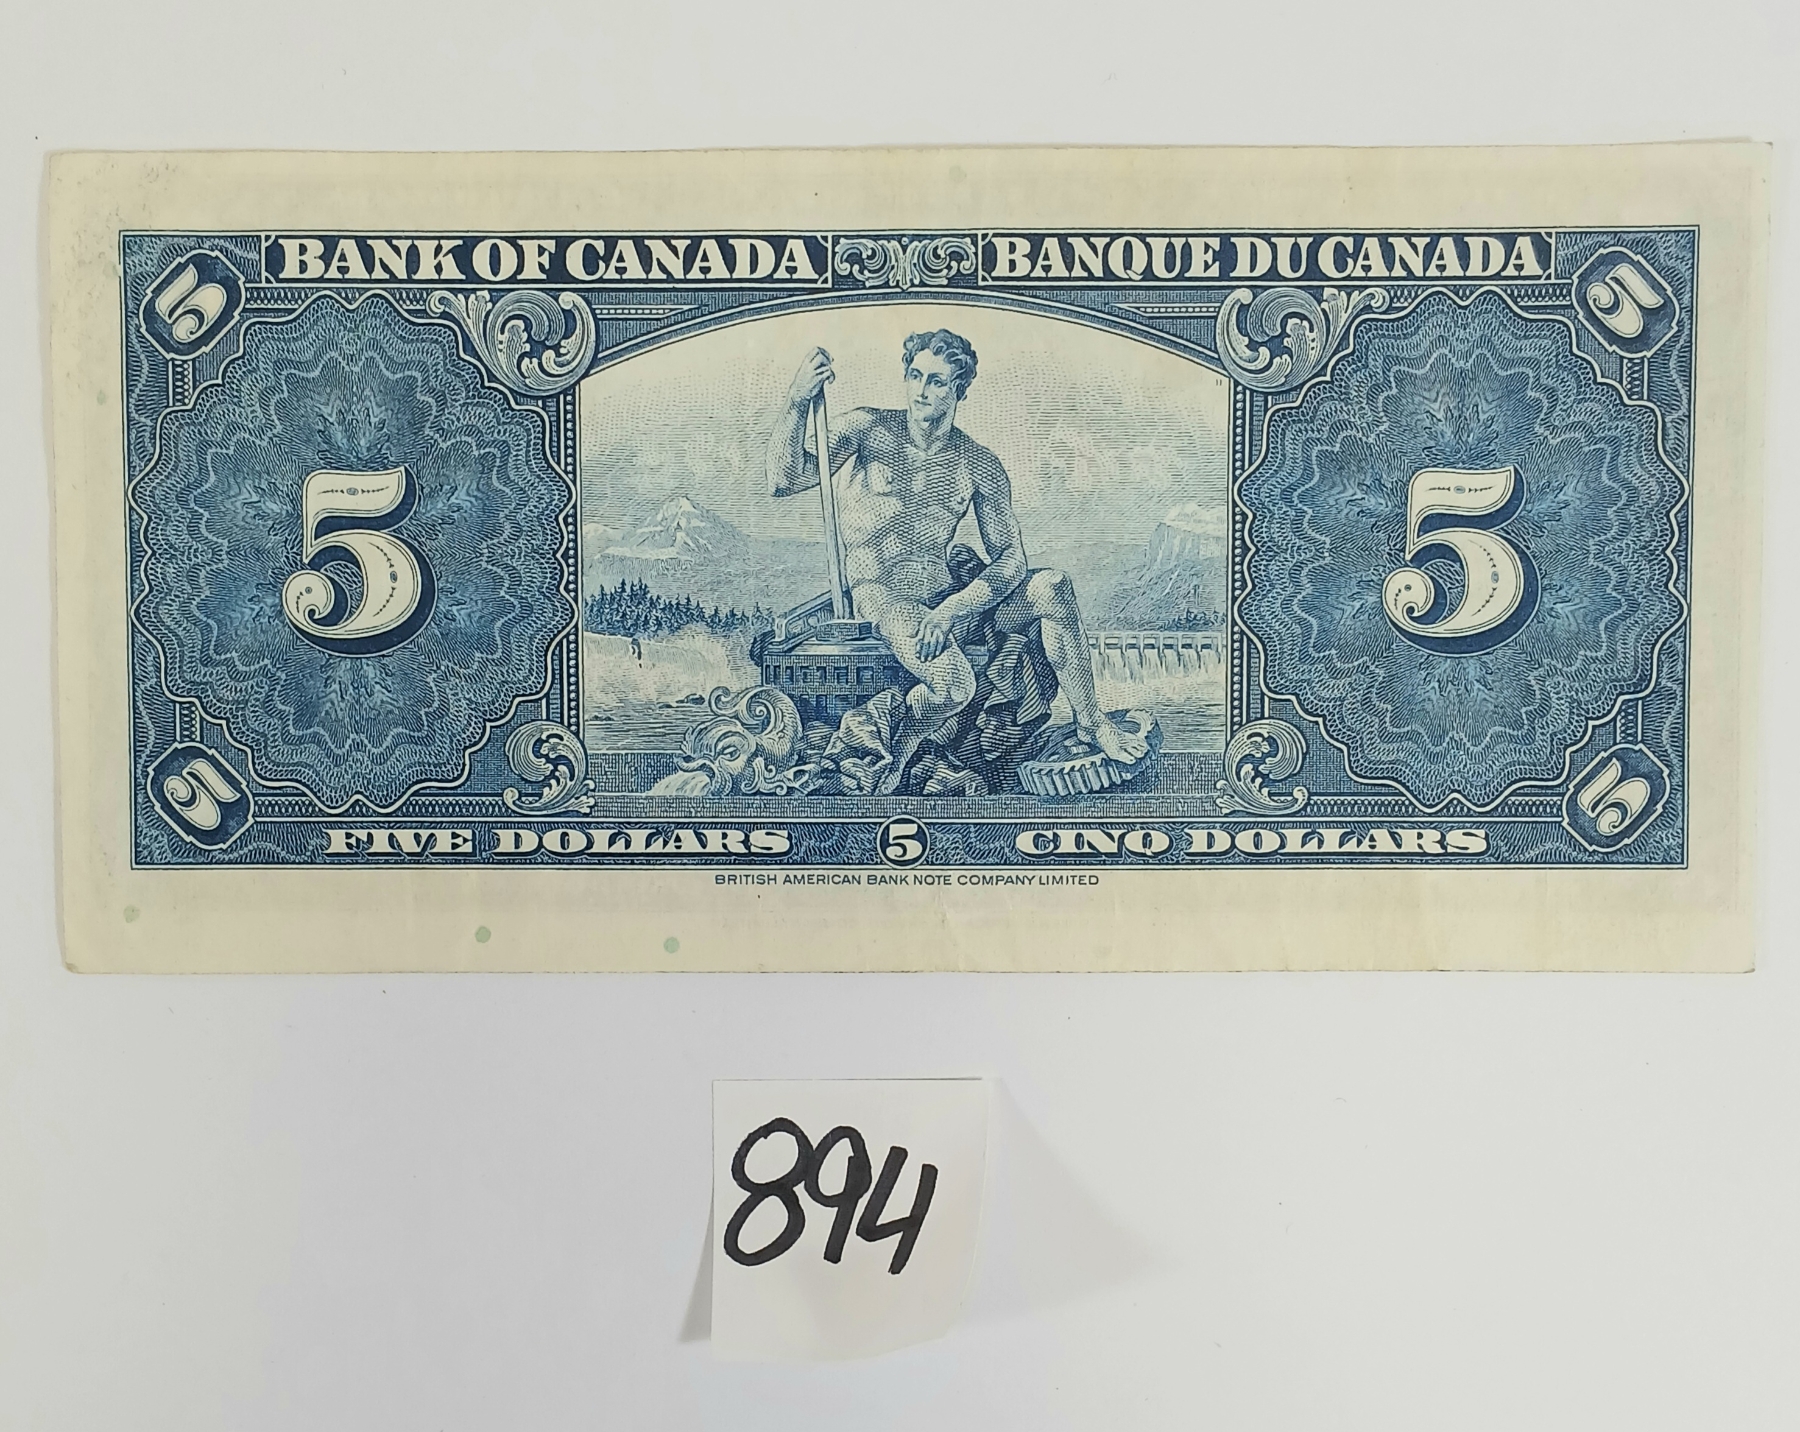 BANK OF CANADA BANQUE DU CANADA
5 5
11
5 5
5 5
FIVE DOLLARS 5 CINQ DOLLARS
BRITISH AMERICAN BANK NOTE COMPANY LIMITED
894